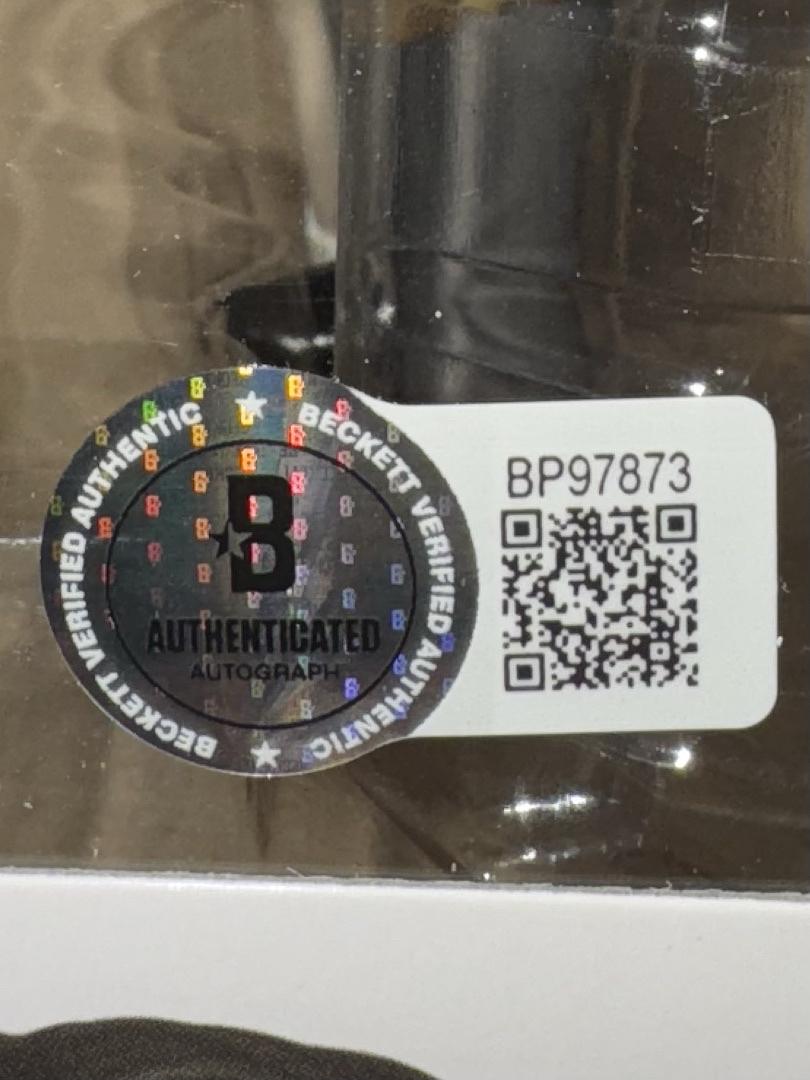 BECKETT VERIFIED AUTHENTIC
BECKETT VERIFIED AUTHENTIC
B
AUTHENTICATED
AUTOGRAPH
BP97873